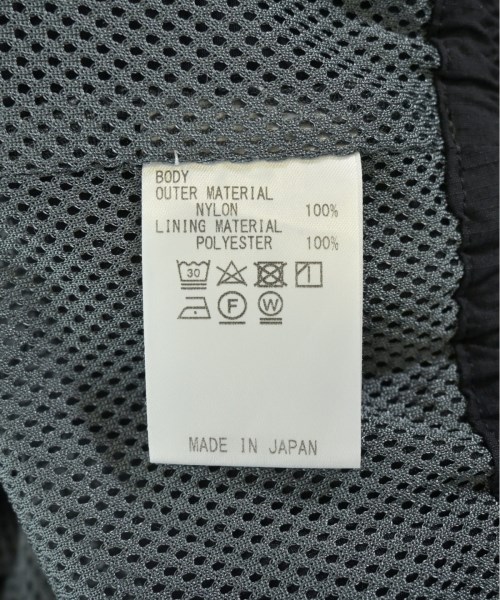 BODY
OUTER MATERIAL
NYLON 100%
LINING MATERIAL
POLYESTER 100%
30
F W
MADE IN JAPAN